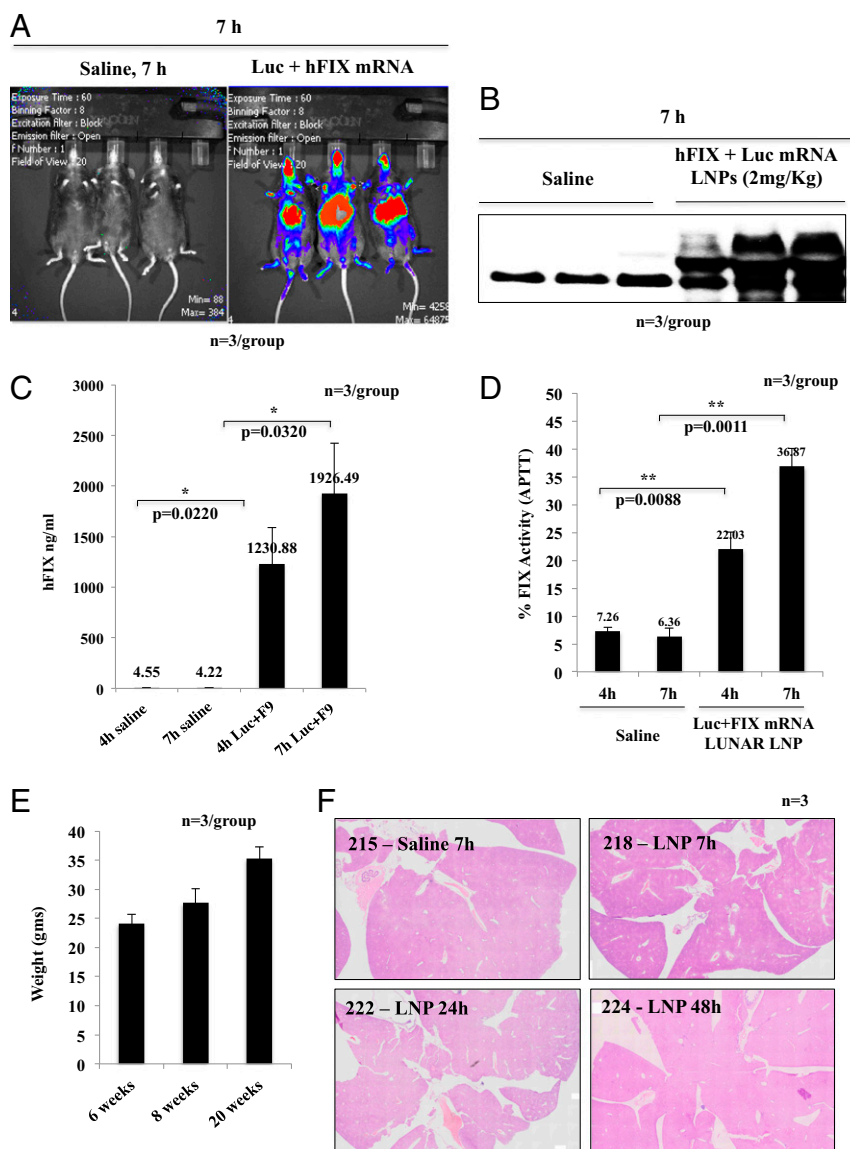 A
7 h
Saline, 7 h
Luc + hFIX mRNA
Exposure Time : 60
Binning Factor : 8
Excitation filter : Block
Emission filter : Open
f Number : 1
Field of View : 20
Min= 88
Max= 384
4
Exposure Time : 60
Binning Factor : 8
Excitation filter : Block
Emission filter : Open
f Number : 1
Field of View : 20
Min= 4258
Max= 64875
4
n=3/group
B
7 h
Saline
hFIX + Luc mRNA
LNPs (2mg/Kg)
n=3/group
C
n=3/group
hFIX ng/ml
3000
2500
2000
1500
1000
500
0
*
p=0.0320
*
p=0.0220
4.55
4.22
1230.88
1926.49
4h saline
7h saline
4h Luc+F9
7h Luc+F9
D
n=3/group
% FIX Activity (APTT)
50
45
40
35
30
25
20
15
10
5
0
**
p=0.0011
**
p=0.0088
7.26
6.36
22.03
36.87
4h
7h
4h
7h
Saline
Luc+FIX mRNA
LUNAR LNP
E
n=3/group
Weight (gms)
40
35
30
25
20
15
10
5
0
6 weeks
8 weeks
20 weeks
F
n=3
215 – Saline 7h
218 – LNP 7h
222 – LNP 24h
224 - LNP 48h